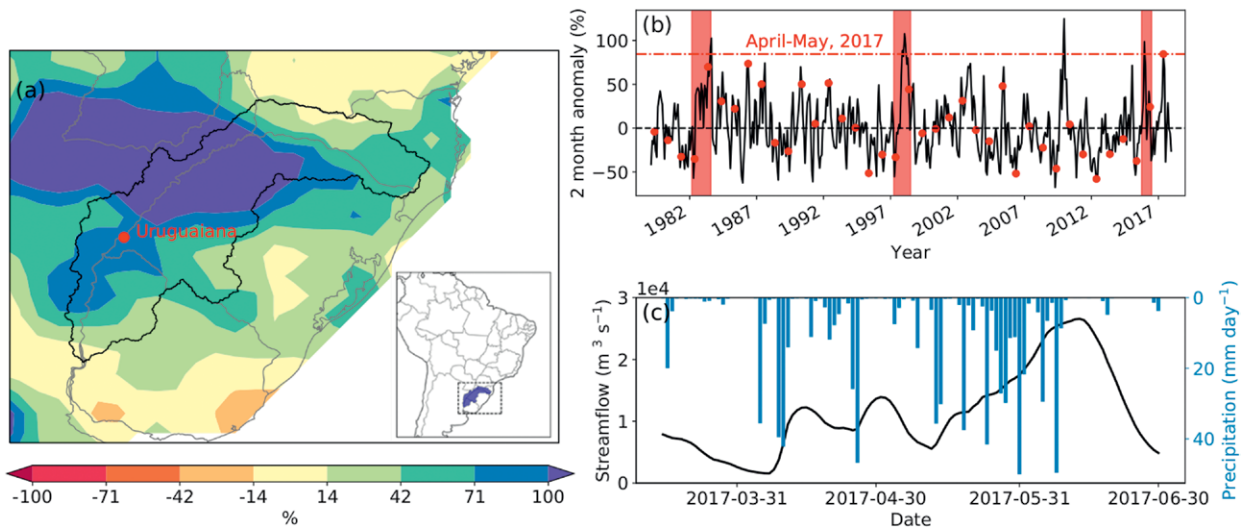 (a)
Uruguaiana
-100 -71 -42 -14 14 42 71 100
%
(b)
April-May, 2017
2 month anomaly (%)
100
50
0
−50
1982 1987 1992 1997 2002 2007 2012 2017
Year
1e4
(c)
Streamflow (m³ s⁻¹)
3
2
1
0
0
20
40
Precipitation (mm day⁻¹)
2017-03-31 2017-04-30 2017-05-31 2017-06-30
Date